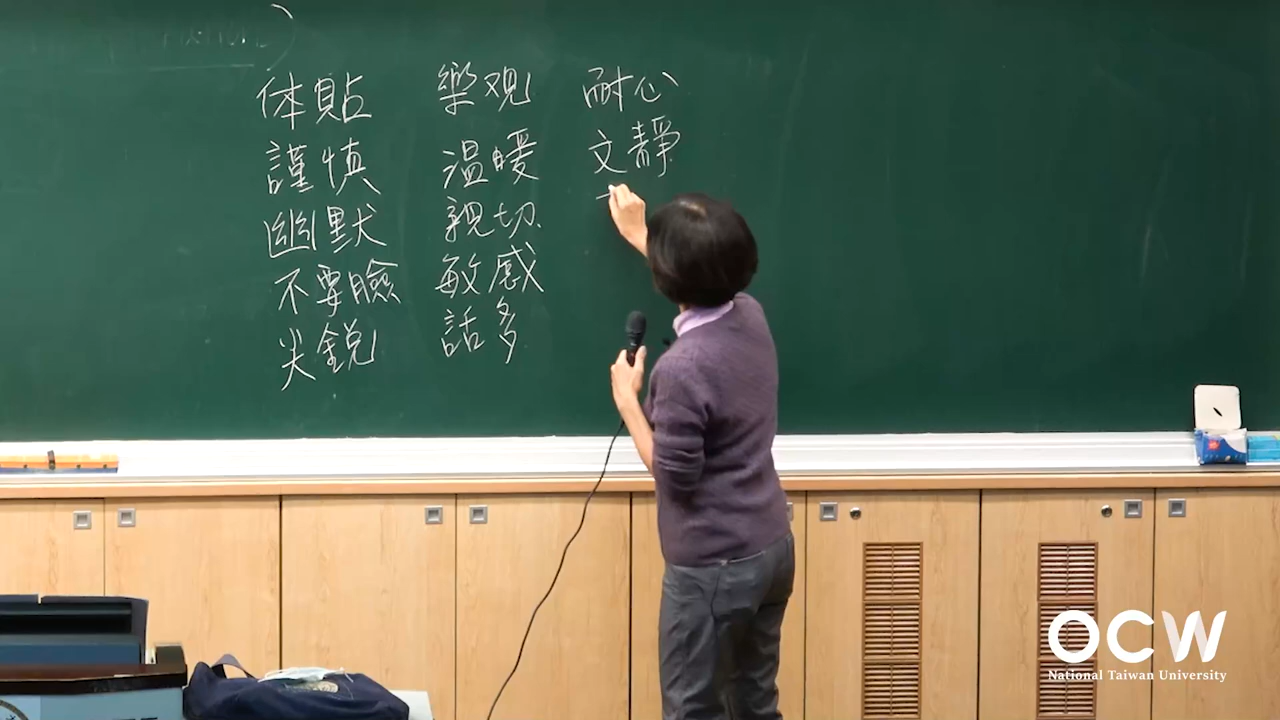 体貼
謹慎
幽默
不要臉
尖銳
樂观
溫暖
親切
敏感
話多
耐心
文靜
OCW
National Taiwan University